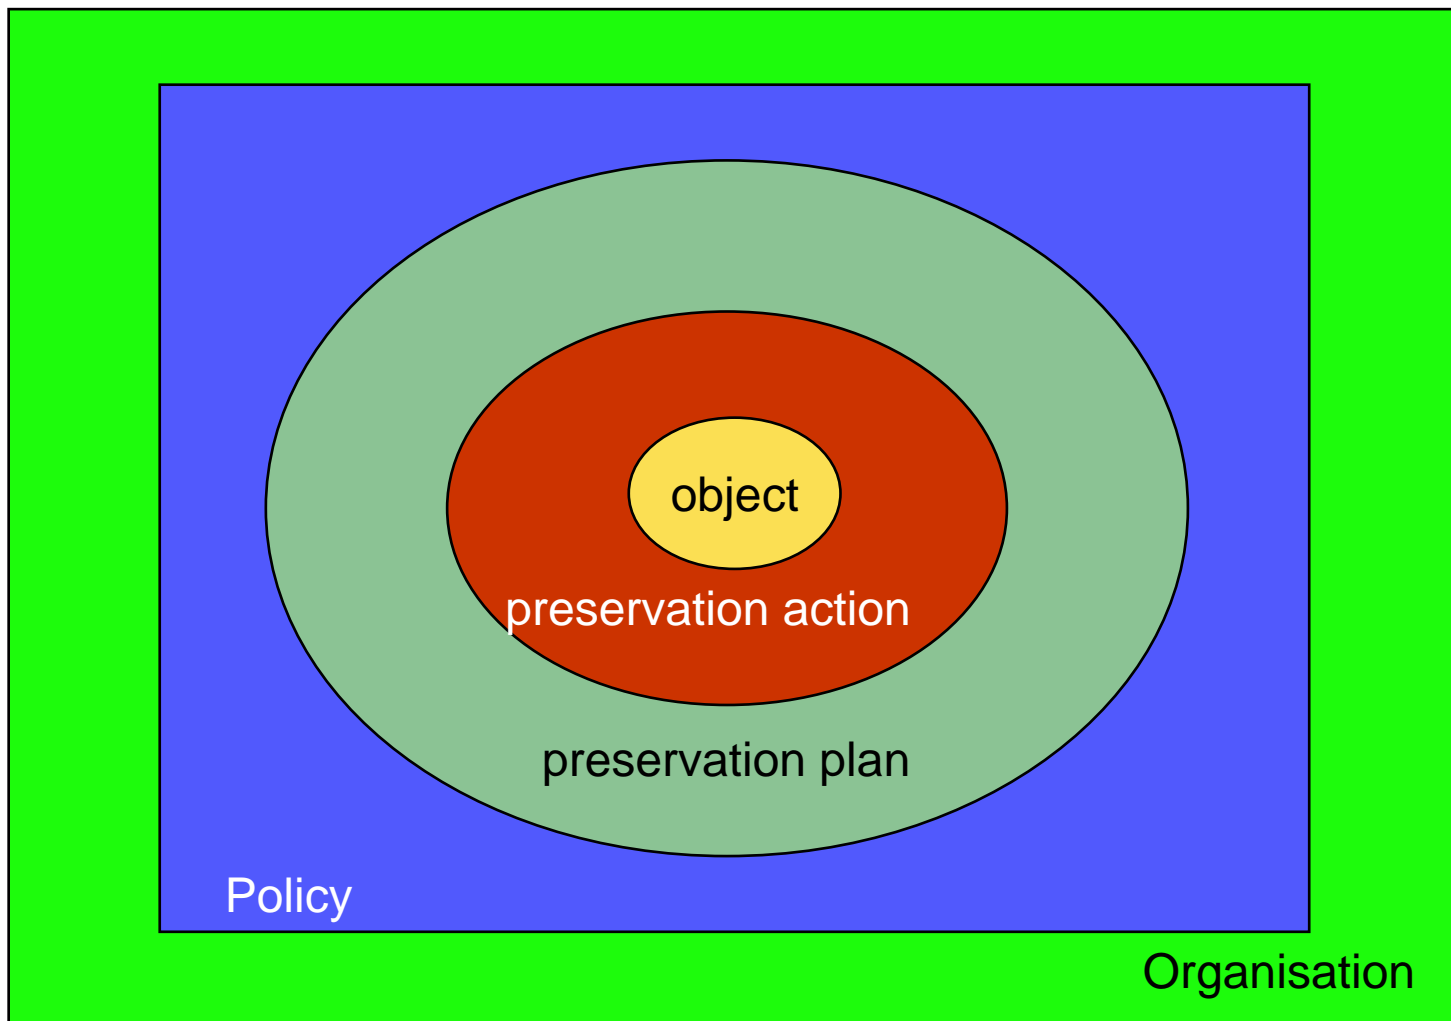 object
preservation action
preservation plan
Policy
Organisation